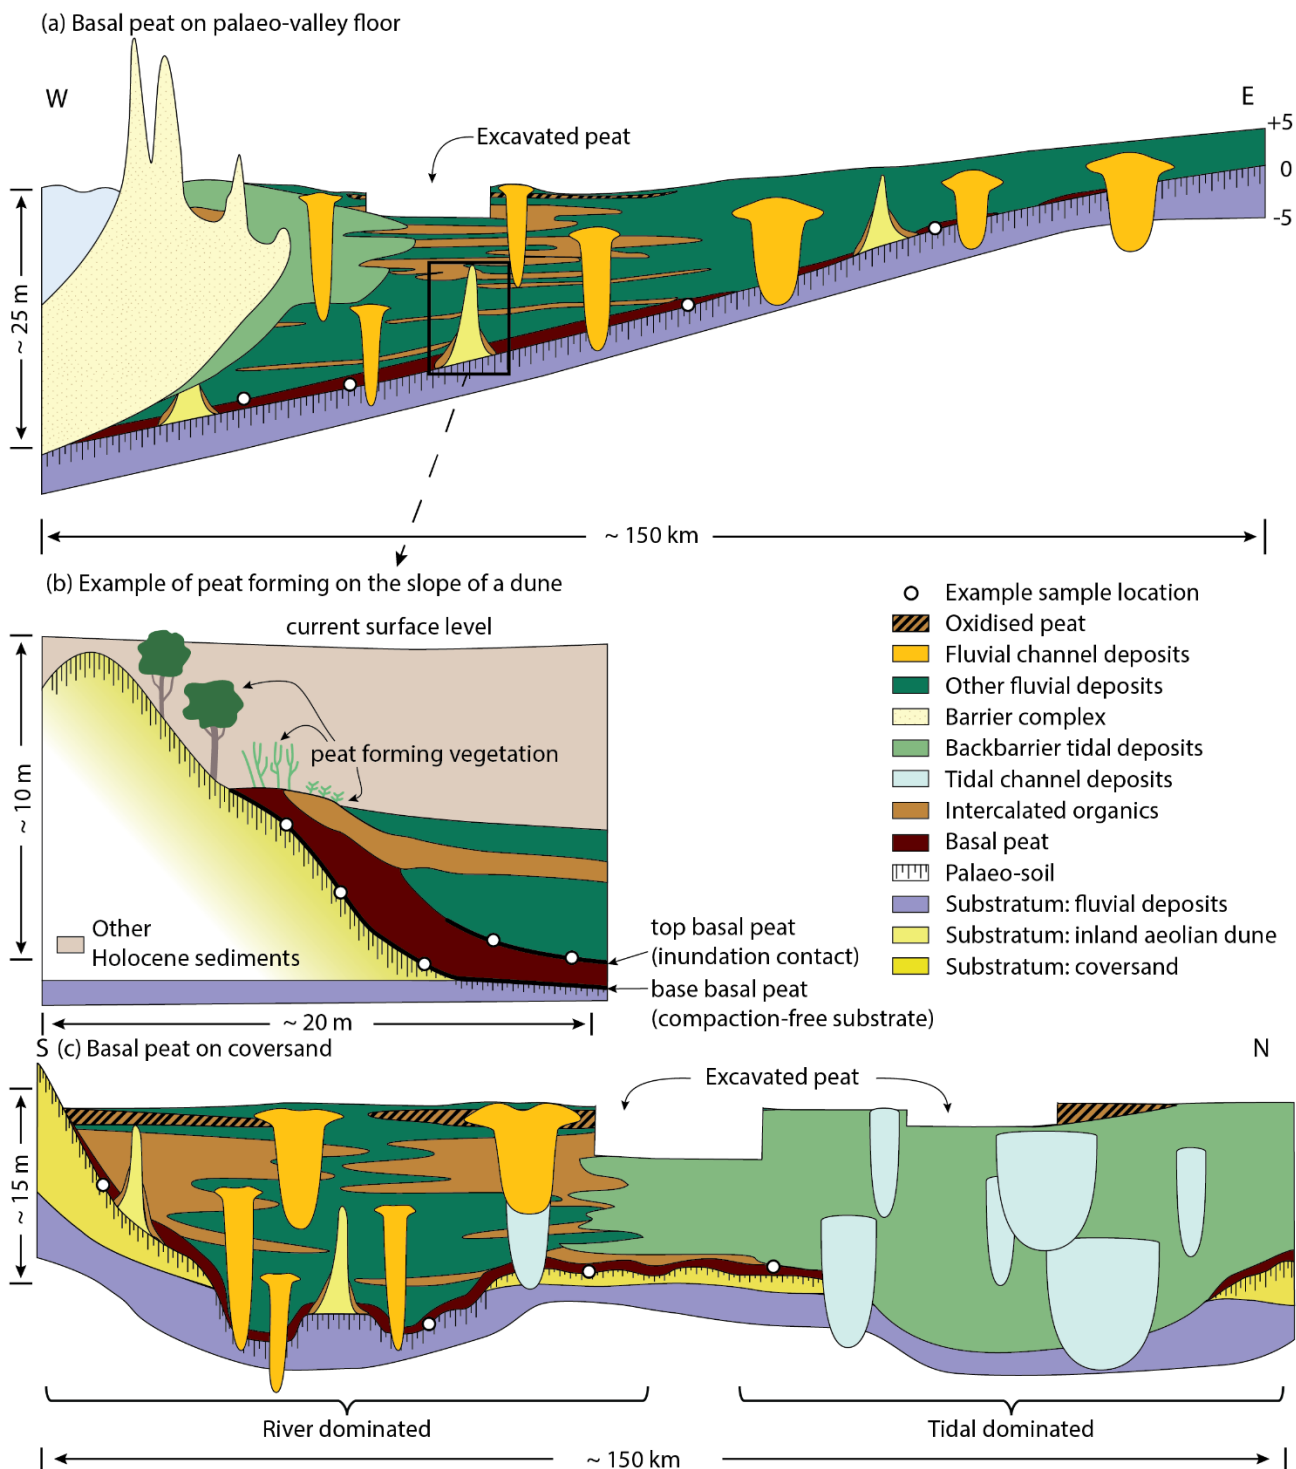 (a) Basal peat on palaeo-valley floor
W
E
Excavated peat
+5
0
-5
~ 25 m
~ 150 km
(b) Example of peat forming on the slope of a dune
current surface level
peat forming vegetation
~ 10 m
Other
Holocene sediments
top basal peat
(inundation contact)
base basal peat
(compaction-free substrate)
~ 20 m
Example sample location
Oxidised peat
Fluvial channel deposits
Other fluvial deposits
Barrier complex
Backbarrier tidal deposits
Tidal channel deposits
Intercalated organics
Basal peat
Palaeo-soil
Substratum: fluvial deposits
Substratum: inland aeolian dune
Substratum: coversand
S (c) Basal peat on coversand
N
Excavated peat
~ 15 m
River dominated
Tidal dominated
~ 150 km